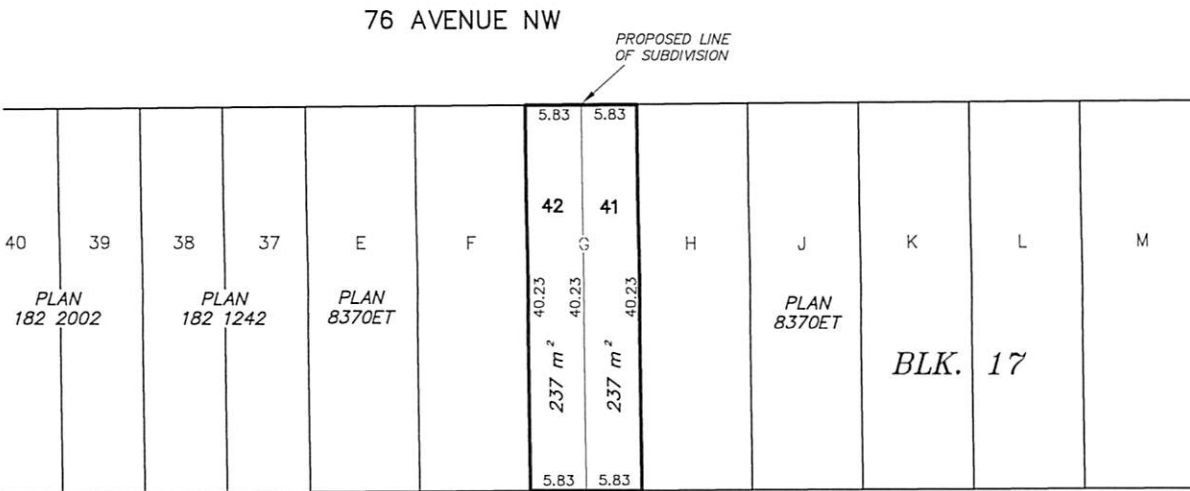 76 AVENUE NW
PROPOSED LINE
OF SUBDIVISION
5.83 5.83
42 41
40 39 38 37 E F G H J K L M
40.23 40.23 40.23
PLAN
182 2002
PLAN
182 1242
PLAN
8370ET
PLAN
8370ET
237 m² 237 m²
BLK. 17
5.83 5.83